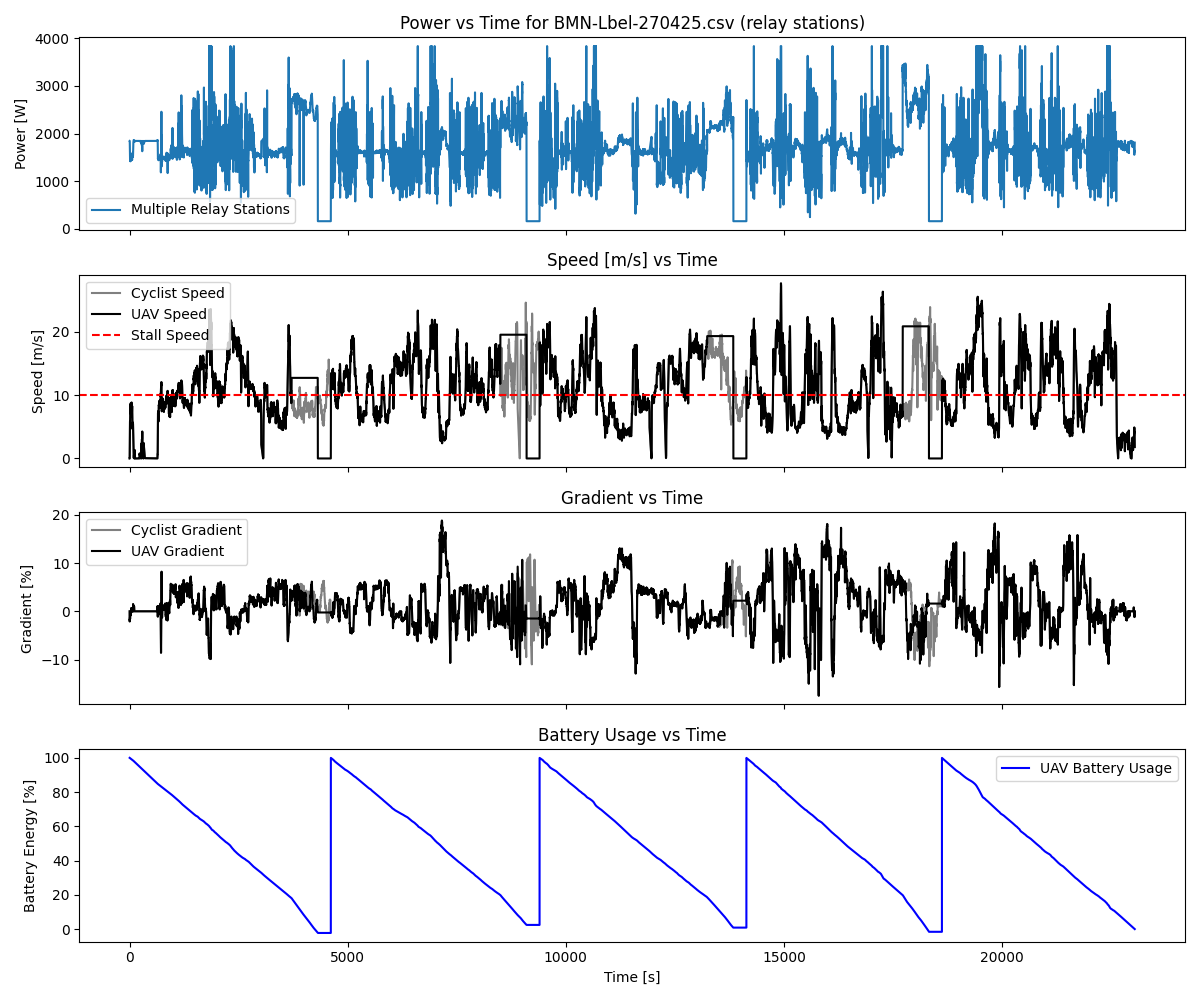 Power vs Time for BMN-Lbel-270425.csv (relay stations)
4000
3000
2000
1000
0
Power [W]
Multiple Relay Stations
Speed [m/s] vs Time
20
10
0
Speed [m/s]
Cyclist Speed
UAV Speed
Stall Speed
Gradient vs Time
20
10
0
−10
Gradient [%]
Cyclist Gradient
UAV Gradient
Battery Usage vs Time
100
80
60
40
20
0
Battery Energy [%]
UAV Battery Usage
0
5000
10000
15000
20000
Time [s]